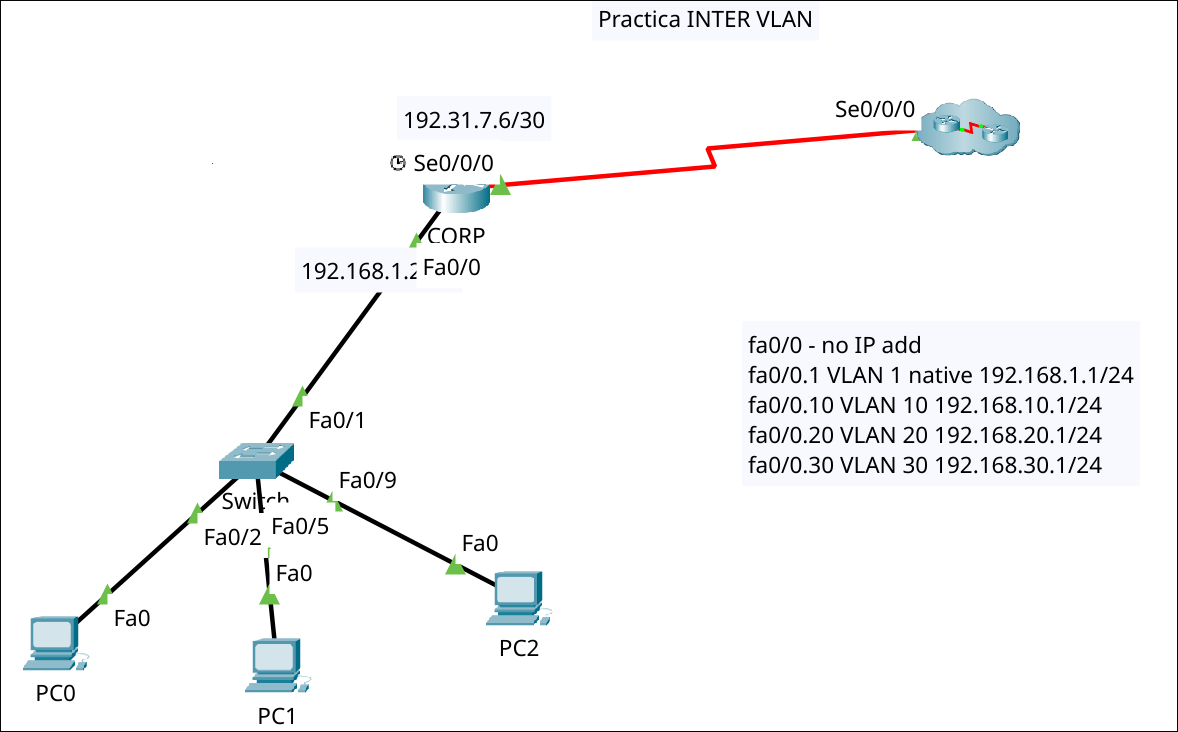 Practica INTER VLAN
Se0/0/0
192.31.7.6/30
Se0/0/0
CORP
192.168.1.2
Fa0/0
fa0/0 - no IP add
fa0/0.1 VLAN 1 native 192.168.1.1/24
fa0/0.10 VLAN 10 192.168.10.1/24
fa0/0.20 VLAN 20 192.168.20.1/24
fa0/0.30 VLAN 30 192.168.30.1/24
Fa0/1
Fa0/9
Switch
Fa0/5
Fa0/2
Fa0
Fa0
Fa0
PC2
PC0
PC1